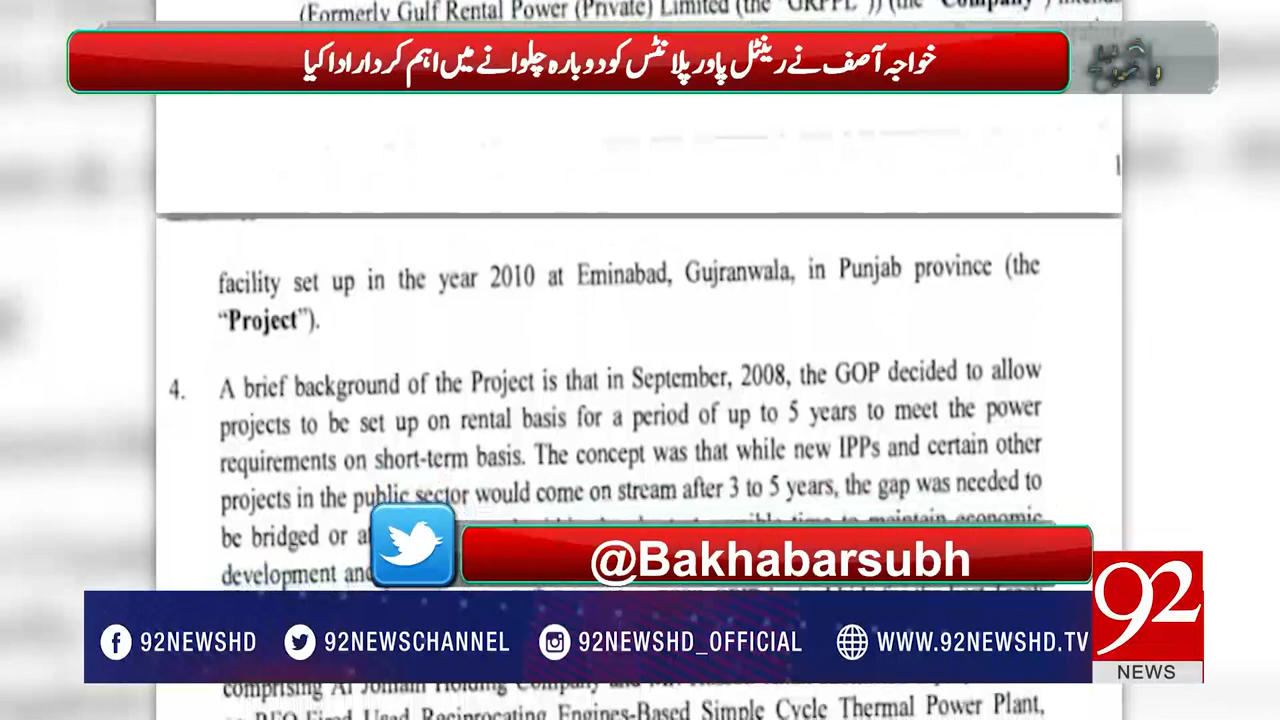 (Formerly Gulf Rental Power (Private) Limited (the "GRPPL")) (the "Company")
خواجہ آصف نے رینٹل پاور پلانٹس کو دوبارہ چلوانے میں اہم کردار ادا کیا
facility set up in the year 2010 at Eminabad, Gujranwala, in Punjab province (the
“Project”).
4. A brief background of the Project is that in September, 2008, the GOP decided to allow
projects to be set up on rental basis for a period of up to 5 years to meet the power
requirements on short-term basis. The concept was that while new IPPs and certain other
projects in the public sector would come on stream after 3 to 5 years, the gap was needed to
be bridged or time to maintain economic
development and
@Bakhabarsubh
92NEWSHD 92NEWSCHANNEL 92NEWSHD_OFFICIAL WWW.92NEWSHD.TV
92
NEWS
comprising Al Jomaih Holding Company and
RFO Fired Used Reciprocating Engines-Based Simple Cycle Thermal Power Plant,